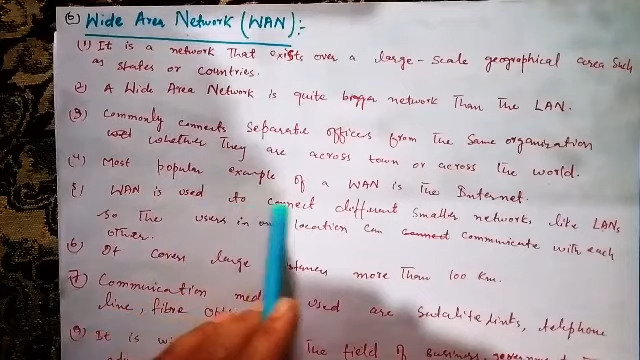 (c) Wide Area Network (WAN) :-
(1) It is a network that exists over a large-scale geographical area such
as states or countries.
2) A Wide Area Network is quite bigger network Than the LAN.
(3) Commonly connects separate offices from the same organization
whether They are across town or across the world.
(4) Most popular example of a WAN is the Internet.
5) WAN is used to connect different smaller networks like LANs
so the users in one location can communicate with each
other.
6) It covers large more Than 100 Km.
(7) Communication used are satalite links, telephone
line, fibre
8) It is The field of Business,